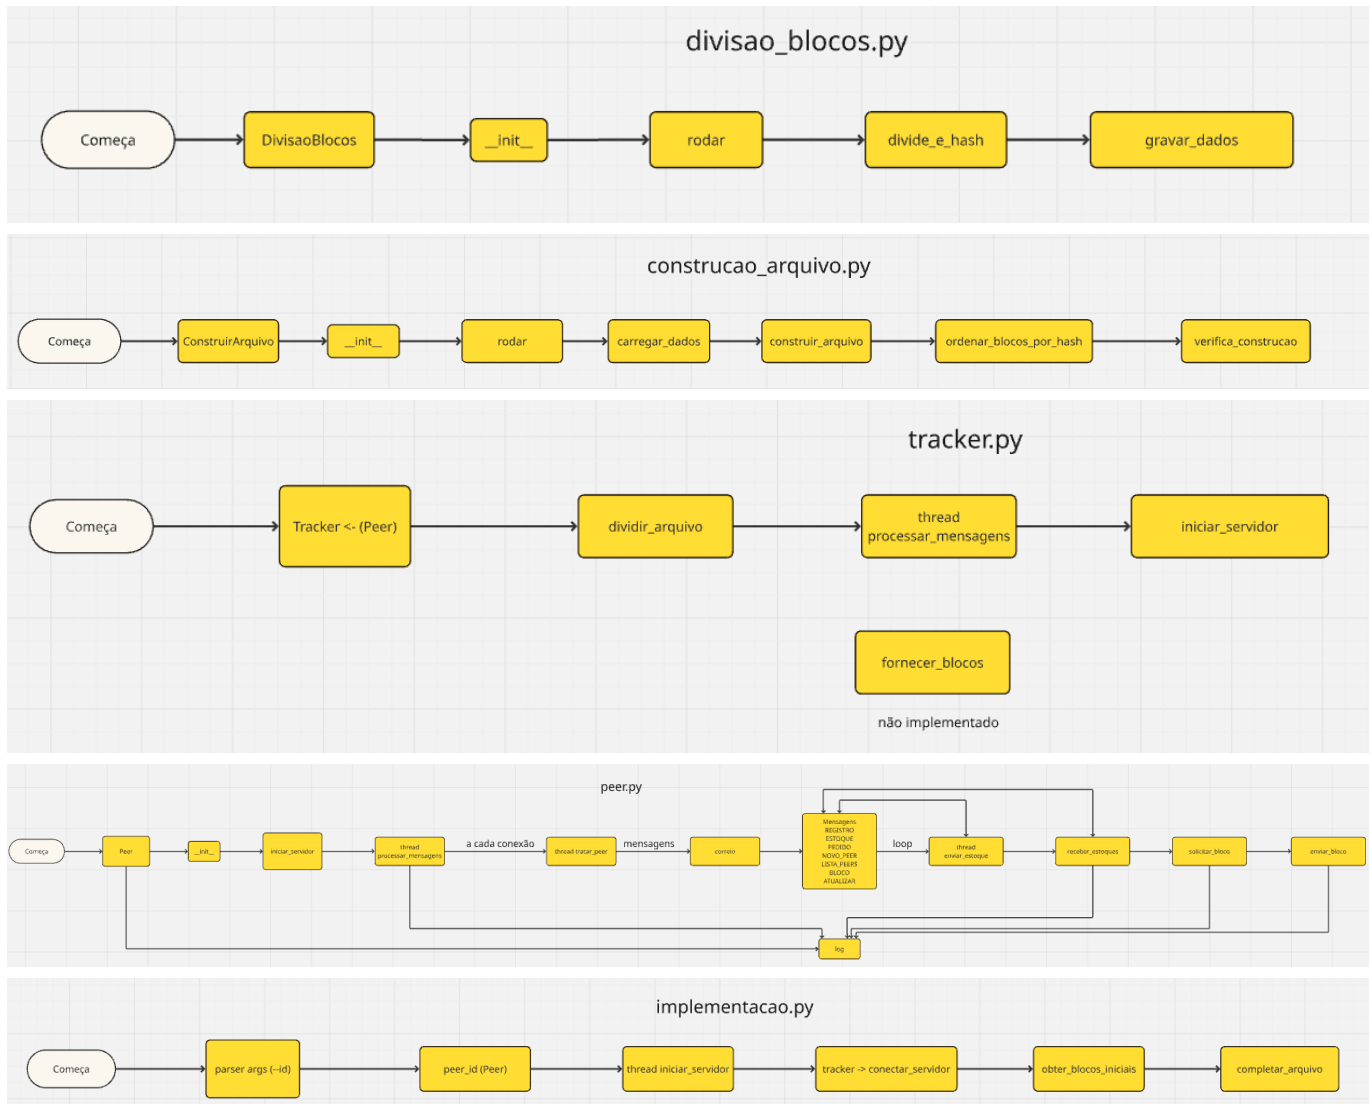 divisao_blocos.py
Começa
DivisaoBlocos
__init__
rodar
divide_e_hash
gravar_dados
construcao_arquivo.py
Começa
ConstruirArquivo
__init__
rodar
carregar_dados
construir_arquivo
ordenar_blocos_por_hash
verifica_construcao
tracker.py
Começa
Tracker <- (Peer)
dividir_arquivo
thread
processar_mensagens
iniciar_servidor
fornecer_blocos
não implementado
peer.py
Começa
Peer
__init__
iniciar_servidor
thread
processar_mensagens
a cada conexão
thread tratar_peer
mensagens
correio
Mensagens
REGISTRO
ESTOQUE
PEDIDO
NOVO_PEER
LISTA_PEERS
BLOCO
ATUALIZAR
loop
thread
enviar_estoque
receber_estoques
solicitar_bloco
enviar_bloco
log
implementacao.py
Começa
parser args (--id)
peer_id (Peer)
thread iniciar_servidor
tracker -> conectar_servidor
obter_blocos_iniciais
completar_arquivo